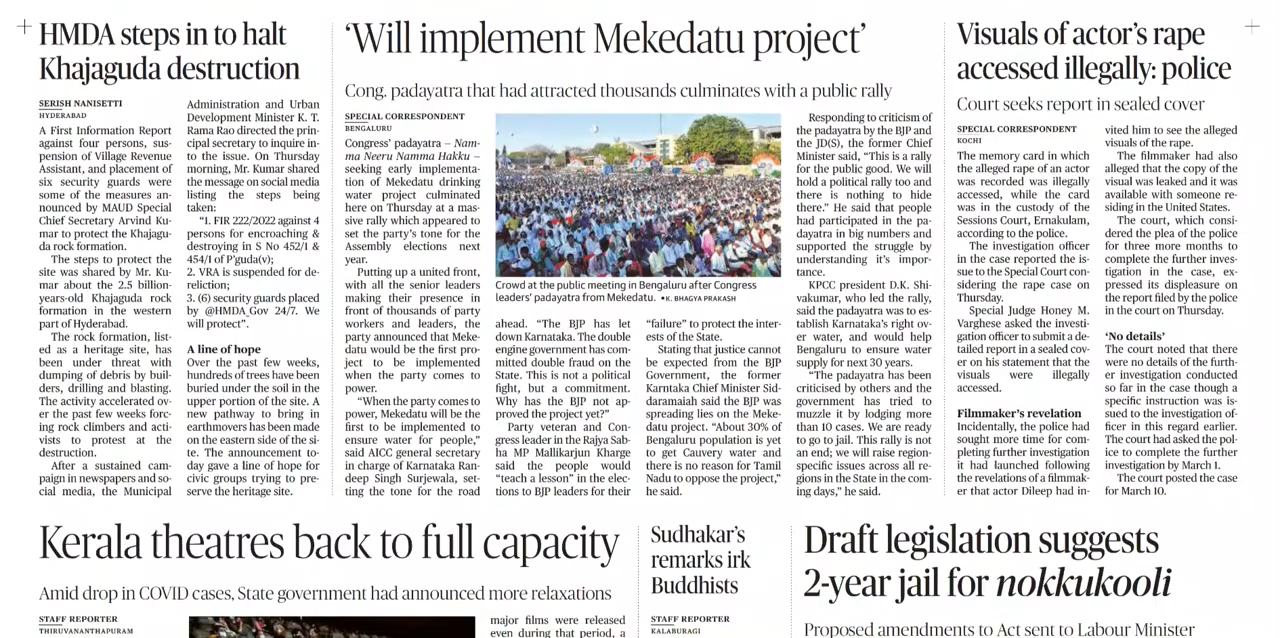 HMDA steps in to halt
Khajaguda destruction
SERISH NANISETTI
HYDERABAD
A First Information Report
against four persons, sus-
pension of Village Revenue
Assistant, and placement of
six security guards were
some of the measures an-
nounced by MAUD Special
Chief Secretary Arvind Ku-
mar to protect the Khajagu-
da rock formation.
The steps to protect the
site was shared by Mr. Ku-
mar about the 2.5 billion-
years-old Khajaguda rock
formation in the western
part of Hyderabad.
The rock formation, list-
ed as a heritage site, has
been under threat with
dumping of debris by buil-
ders, drilling and blasting.
The activity accelerated ov-
er the past few weeks forc-
ing rock climbers and acti-
vists to protest at the
destruction.
After a sustained cam-
paign in newspapers and so-
cial media, the Municipal
Administration and Urban
Development Minister K. T.
Rama Rao directed the prin-
cipal secretary to inquire in-
to the issue. On Thursday
morning, Mr. Kumar shared
the message on social media
listing the steps being
taken:
“1. FIR 222/2022 against 4
persons for encroaching &
destroying in S No 452/1 &
454/1 of P'guda(v);
2. VRA is suspended for de-
reliction;
3. (6) security guards placed
by @HMDA_Gov 24/7. We
will protect”.
A line of hope
Over the past few weeks,
hundreds of trees have been
buried under the soil in the
upper portion of the site. A
new pathway to bring in
earthmovers has been made
on the eastern side of the si-
te. The announcement to-
day gave a line of hope for
civic groups trying to pre-
serve the heritage site.
‘Will implement Mekedatu project’
Cong. padayatra that had attracted thousands culminates with a public rally
SPECIAL CORRESPONDENT
BENGALURU
Congress’ padayatra – Nam-
ma Neeru Namma Hakku –
seeking early implementa-
tion of Mekedatu drinking
water project culminated
here on Thursday at a mas-
sive rally which appeared to
set the party’s tone for the
Assembly elections next
year.
Putting up a united front,
with all the senior leaders
making their presence in
front of thousands of party
workers and leaders, the
party announced that Meke-
datu would be the first pro-
ject to be implemented
when the party comes to
power.
“When the party comes to
power, Mekedatu will be the
first to be implemented to
ensure water for people,”
said AICC general secretary
in charge of Karnataka Ran-
deep Singh Surjewala, set-
ting the tone for the road
Crowd at the public meeting in Bengaluru after Congress
leaders’ padayatra from Mekedatu. •K. BHAGYA PRAKASH
ahead. “The BJP has let
down Karnataka. The double
engine government has com-
mitted double fraud on the
State. This is not a political
fight, but a commitment.
Why has the BJP not ap-
proved the project yet?”
Party veteran and Con-
gress leader in the Rajya Sab-
ha MP Mallikarjun Kharge
said the people would
“teach a lesson” in the elec-
tions to BJP leaders for their
“failure” to protect the inter-
ests of the State.
Stating that justice cannot
be expected from the BJP
Government, the former
Karntaka Chief Minister Sid-
daramaiah said the BJP was
spreading lies on the Meke-
datu project. “About 30% of
Bengaluru population is yet
to get Cauvery water and
there is no reason for Tamil
Nadu to oppose the project,”
he said.
Responding to criticism of
the padayatra by the BJP and
the JD(S), the former Chief
Minister said, “This is a rally
for the public good. We will
hold a political rally too and
there is nothing to hide
there.” He said that people
had participated in the pa-
dayatra in big numbers and
supported the struggle by
understanding it’s impor-
tance.
KPCC president D.K. Shi-
vakumar, who led the rally,
said the padayatra was to es-
tablish Karnataka’s right ov-
er water, and would help
Bengaluru to ensure water
supply for next 30 years.
“The padayatra has been
criticised by others and the
government has tried to
muzzle it by lodging more
than 10 cases. We are ready
to go to jail. This rally is not
an end; we will raise region-
specific issues across all re-
gions in the State in the com-
ing days,” he said.
Visuals of actor’s rape
accessed illegally: police
Court seeks report in sealed cover
SPECIAL CORRESPONDENT
KOCHI
The memory card in which
the alleged rape of an actor
was recorded was illegally
accessed, while the card
was in the custody of the
Sessions Court, Ernakulam,
according to the police.
The investigation officer
in the case reported the is-
sue to the Special Court con-
sidering the rape case on
Thursday.
Special Judge Honey M.
Varghese asked the investi-
gation officer to submit a de-
tailed report in a sealed cov-
er on his statement that the
visuals were illegally
accessed.
Filmmaker’s revelation
Incidentally, the police had
sought more time for com-
pleting further investigation
it had launched following
the revelations of a filmmak-
er that actor Dileep had in-
vited him to see the alleged
visuals of the rape.
The filmmaker had also
alleged that the copy of the
visual was leaked and it was
available with someone re-
siding in the United States.
The court, which consi-
dered the plea of the police
for three more months to
complete the further inves-
tigation in the case, ex-
pressed its displeasure on
the report filed by the police
in the court on Thursday.
‘No details’
The court noted that there
were no details of the furth-
er investigation conducted
so far in the case though a
specific instruction was is-
sued to the investigation of-
ficer in this regard earlier.
The court had asked the pol-
ice to complete the further
investigation by March 1.
The court posted the case
for March 10.
Kerala theatres back to full capacity
Amid drop in COVID cases, State government had announced more relaxations
STAFF REPORTER
THIRUVANANTHAPURAM
major films were released
even during that period, a
Sudhakar’s
remarks irk
Buddhists
STAFF REPORTER
KALABURAGI
Draft legislation suggests
2-year jail for nokkukooli
Proposed amendments to Act sent to Labour Minister